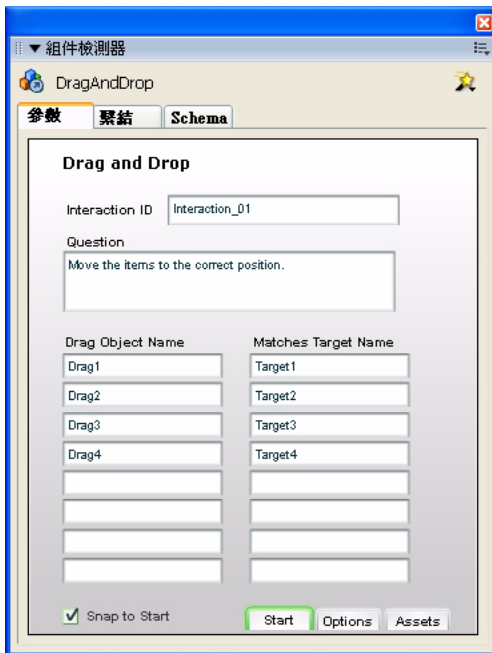 組件檢測器
DragAndDrop
參數 緊結 Schema
Drag and Drop
Interaction ID Interaction_01
Question
Move the items to the correct position.
Drag Object Name Matches Target Name
Drag1 Target1
Drag2 Target2
Drag3 Target3
Drag4 Target4
Snap to Start Start Options Assets